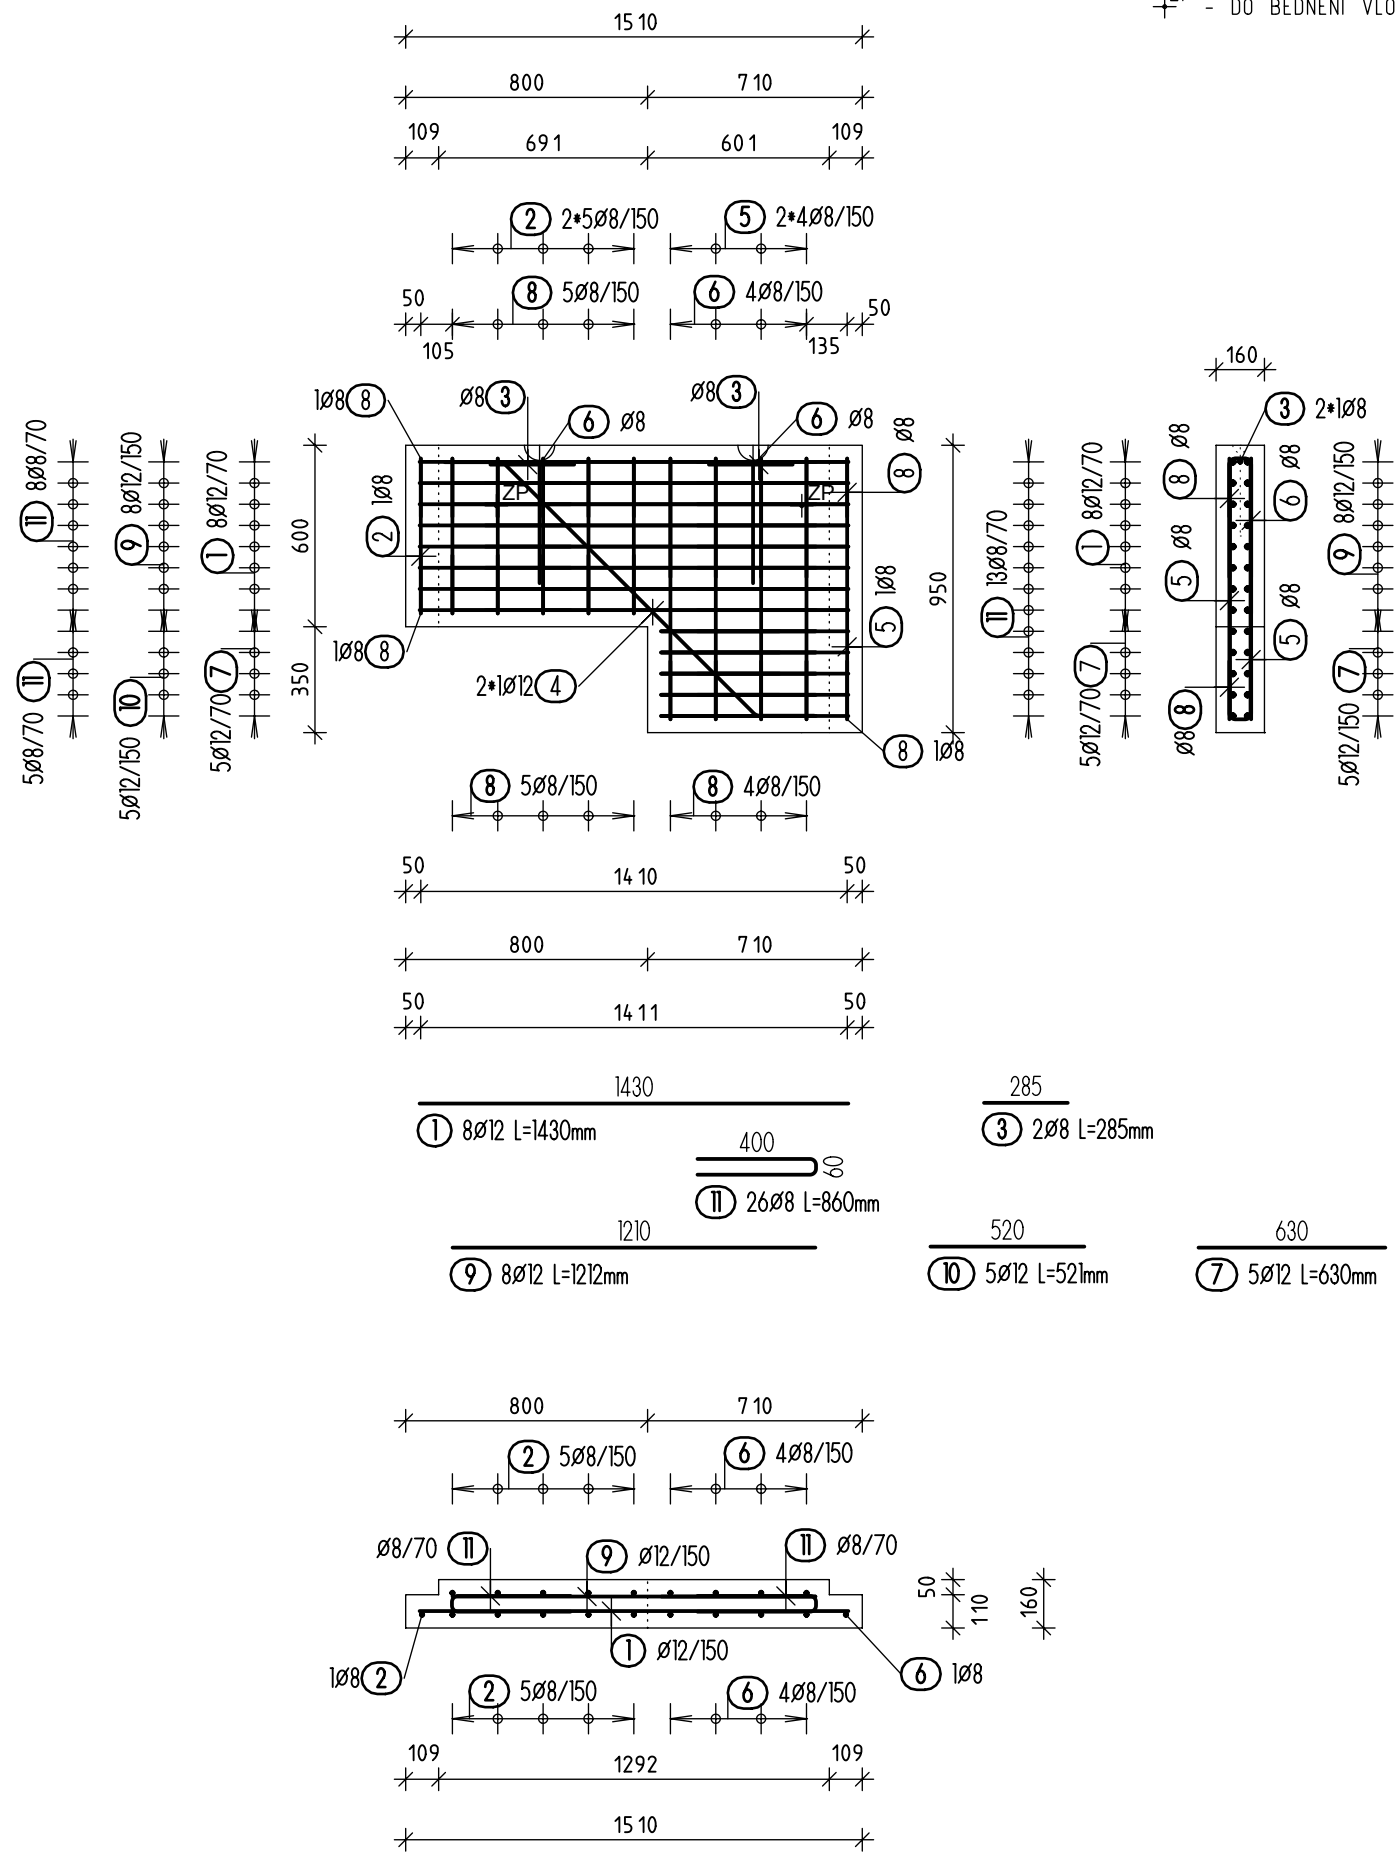 - DO BEDNĚNÍ VLO
1510
800 710
109 691 601 109
2 2*5Ø8/150 5 2*4Ø8/150
8 5Ø8/150 6 4Ø8/150
50 105 135 50
160
1Ø8 8 Ø8 3 6 Ø8 Ø8 3 6 Ø8 Ø8 8
3 2*1Ø8
11 8Ø8/70
9 8Ø12/150
1 8Ø12/70
600
2 1Ø8
ZP ZP
5 1Ø8
950
11 13Ø8/70
1 8Ø12/70
8 Ø8
6 Ø8
5 Ø8
5 Ø8
Ø8 8
9 8Ø12/150
1Ø8 8
350
5Ø8/70 11
5Ø12/150 10
5Ø12/70 7
2*1Ø12 4
8 1Ø8
5Ø12/70 7
5Ø12/150 7
8 5Ø8/150 8 4Ø8/150
50 1410 50
800 710
50 1411 50
1430
1 8Ø12 L=1430mm
285
3 2Ø8 L=285mm
400
60
11 26Ø8 L=860mm
1210
9 8Ø12 L=1212mm
520
10 5Ø12 L=521mm
630
7 5Ø12 L=630mm
800 710
2 5Ø8/150 6 4Ø8/150
Ø8/70 11 9 Ø12/150 11 Ø8/70
50
110
160
1 Ø12/150
1Ø8 2 6 1Ø8
2 5Ø8/150 6 4Ø8/150
109 1292 109
1510